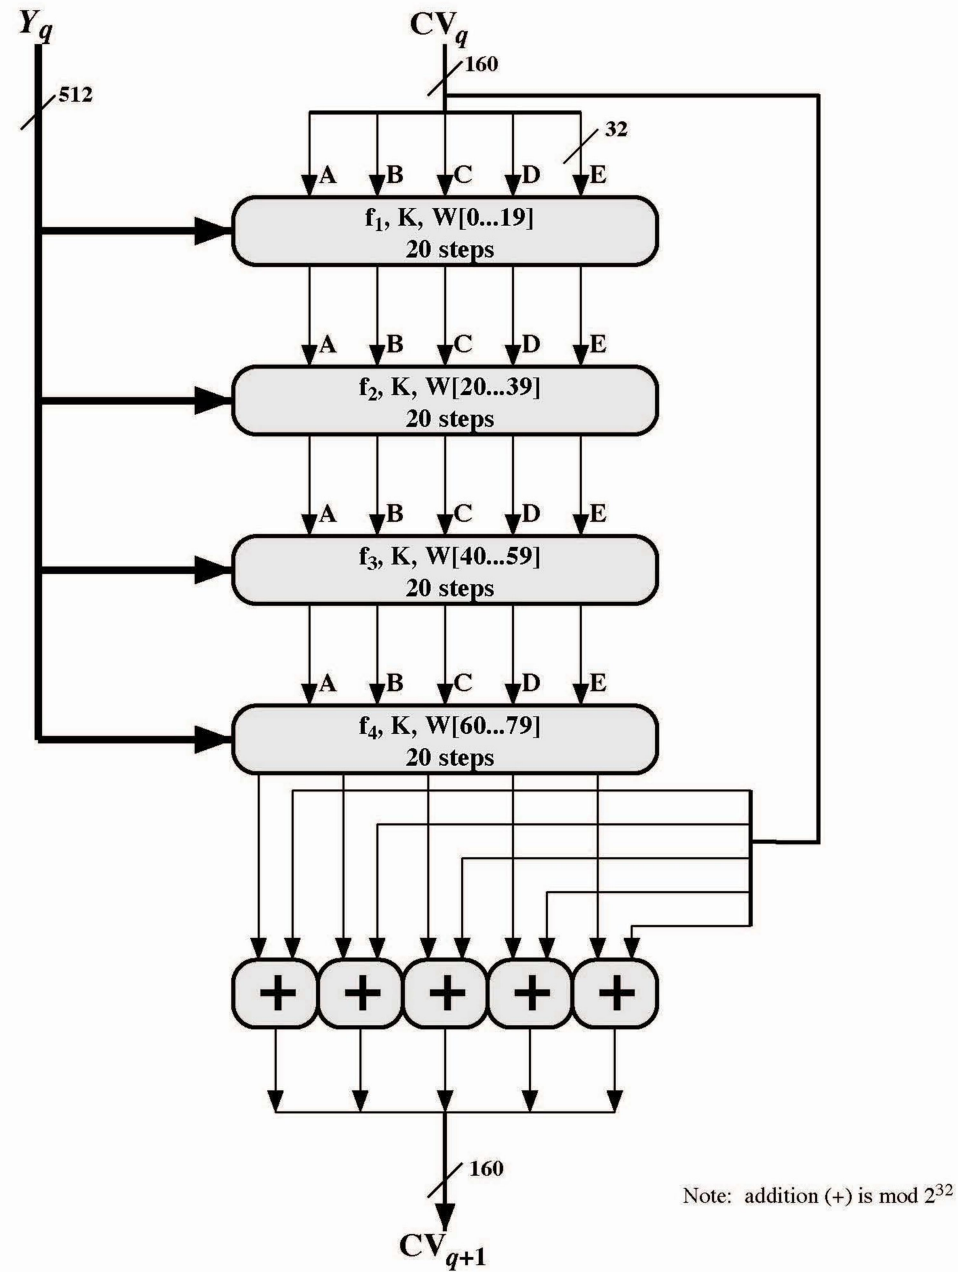 Yq
CVq
160
512
32
A B C D E
f1, K, W[0...19]
20 steps
A B C D E
f2, K, W[20...39]
20 steps
A B C D E
f3, K, W[40...59]
20 steps
A B C D E
f4, K, W[60...79]
20 steps
+ + + + +
160
Note: addition (+) is mod 2^32
CVq+1